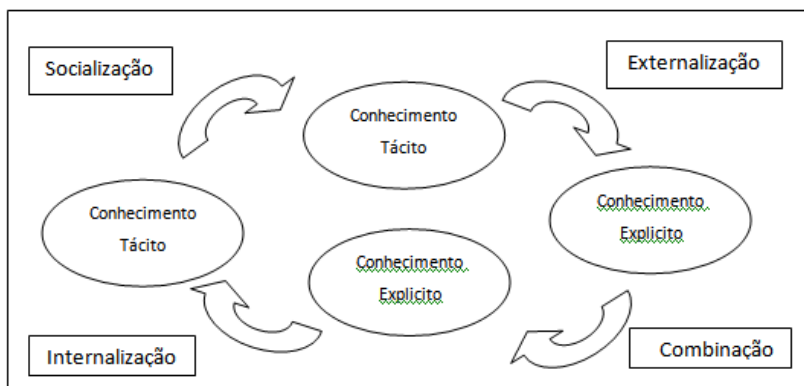 Socialização
Externalização
Conhecimento
Tácito
Conhecimento
Tácito
Conhecimento
Explicito
Conhecimento
Explicito
Internalização
Combinação